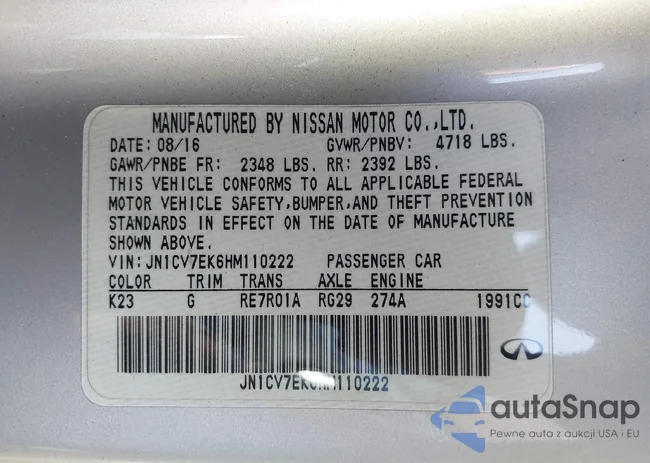 MANUFACTURED BY NISSAN MOTOR CO.,LTD.
DATE: 08/16 GVWR/PNBV: 4718 LBS.
GAWR/PNBE FR: 2348 LBS. RR: 2392 LBS.
THIS VEHICLE CONFORMS TO ALL APPLICABLE FEDERAL
MOTOR VEHICLE SAFETY,BUMPER,AND THEFT PREVENTION
STANDARDS IN EFFECT ON THE DATE OF MANUFACTURE
SHOWN ABOVE.
VIN: JN1CV7EK6HM110222 PASSENGER CAR
COLOR TRIM TRANS AXLE ENGINE
K23 G RE7R01A RG29 274A 1991CC
JN1CV7EK6HM110222
autaSnap
Pewne auta z aukcji USA i EU